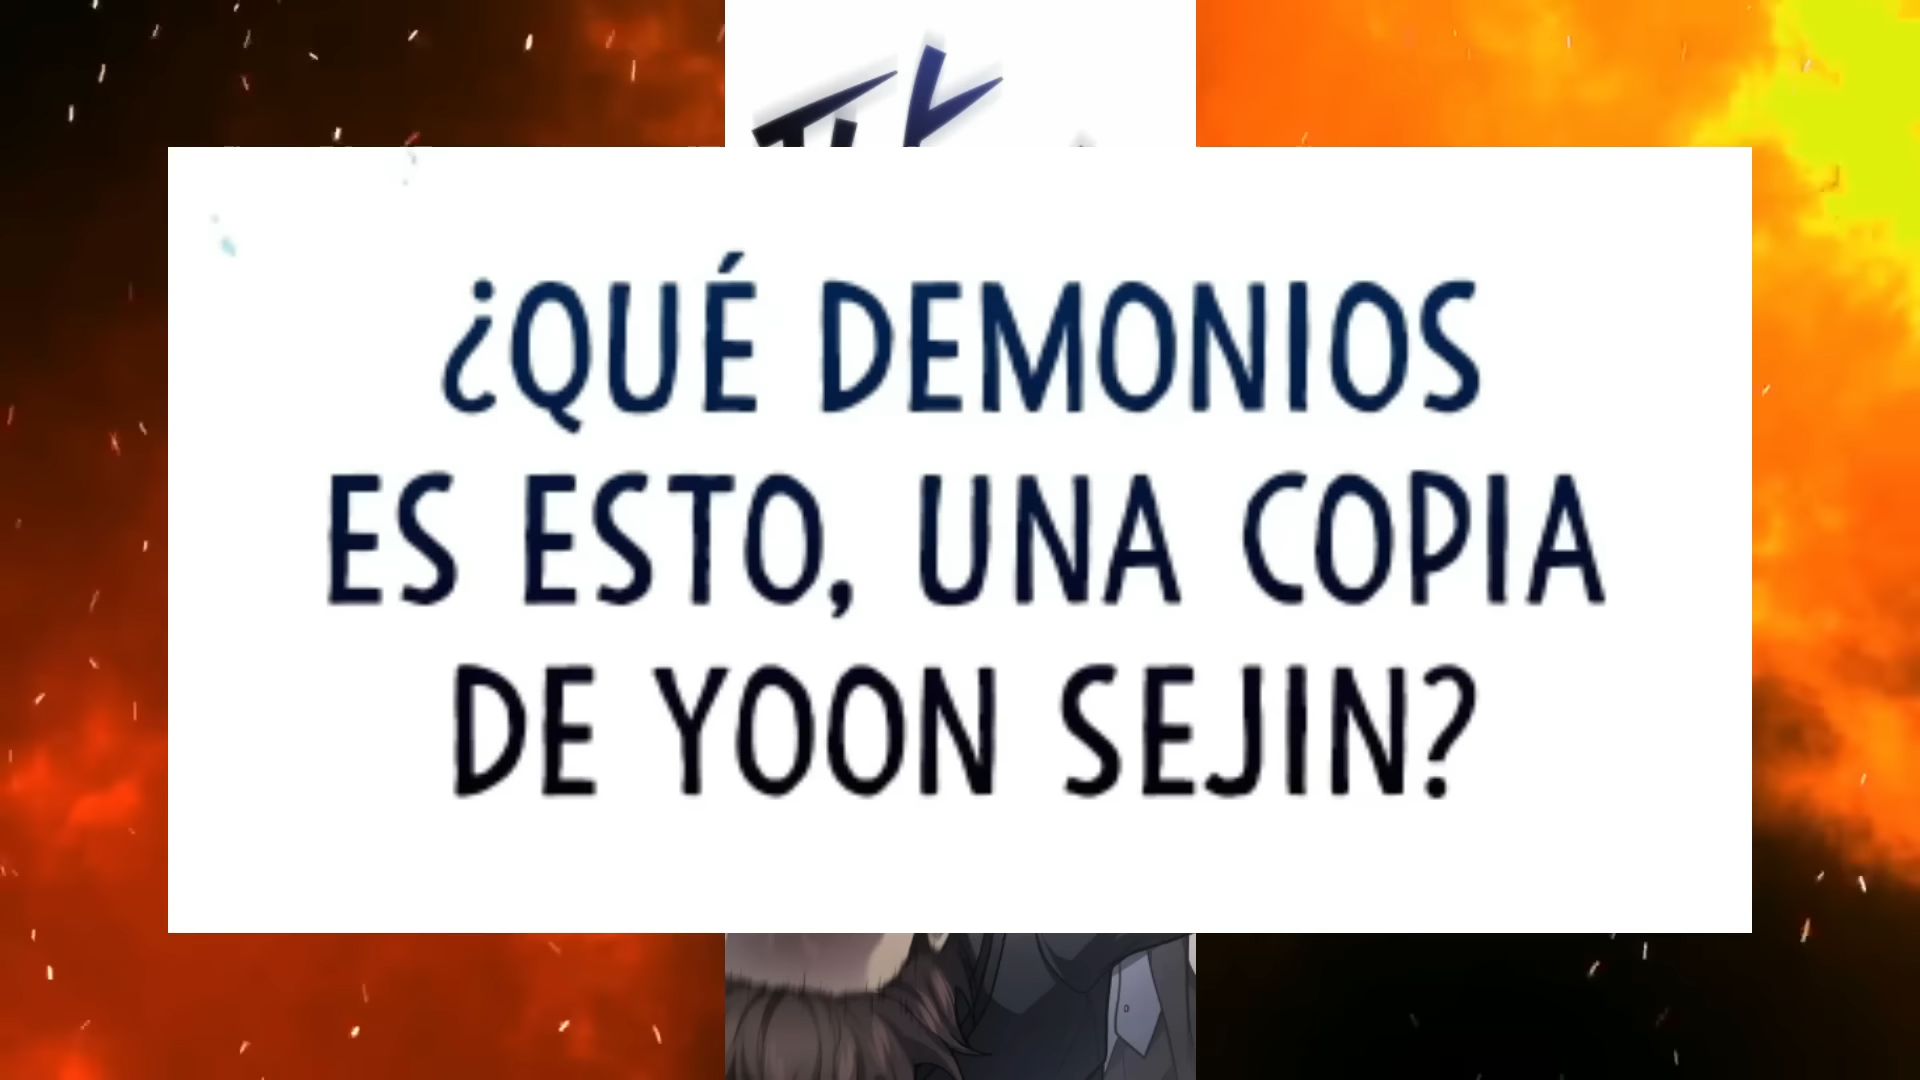 ¿QUÉ DEMONIOS
ES ESTO, UNA COPIA
DE YOON SEJIN?